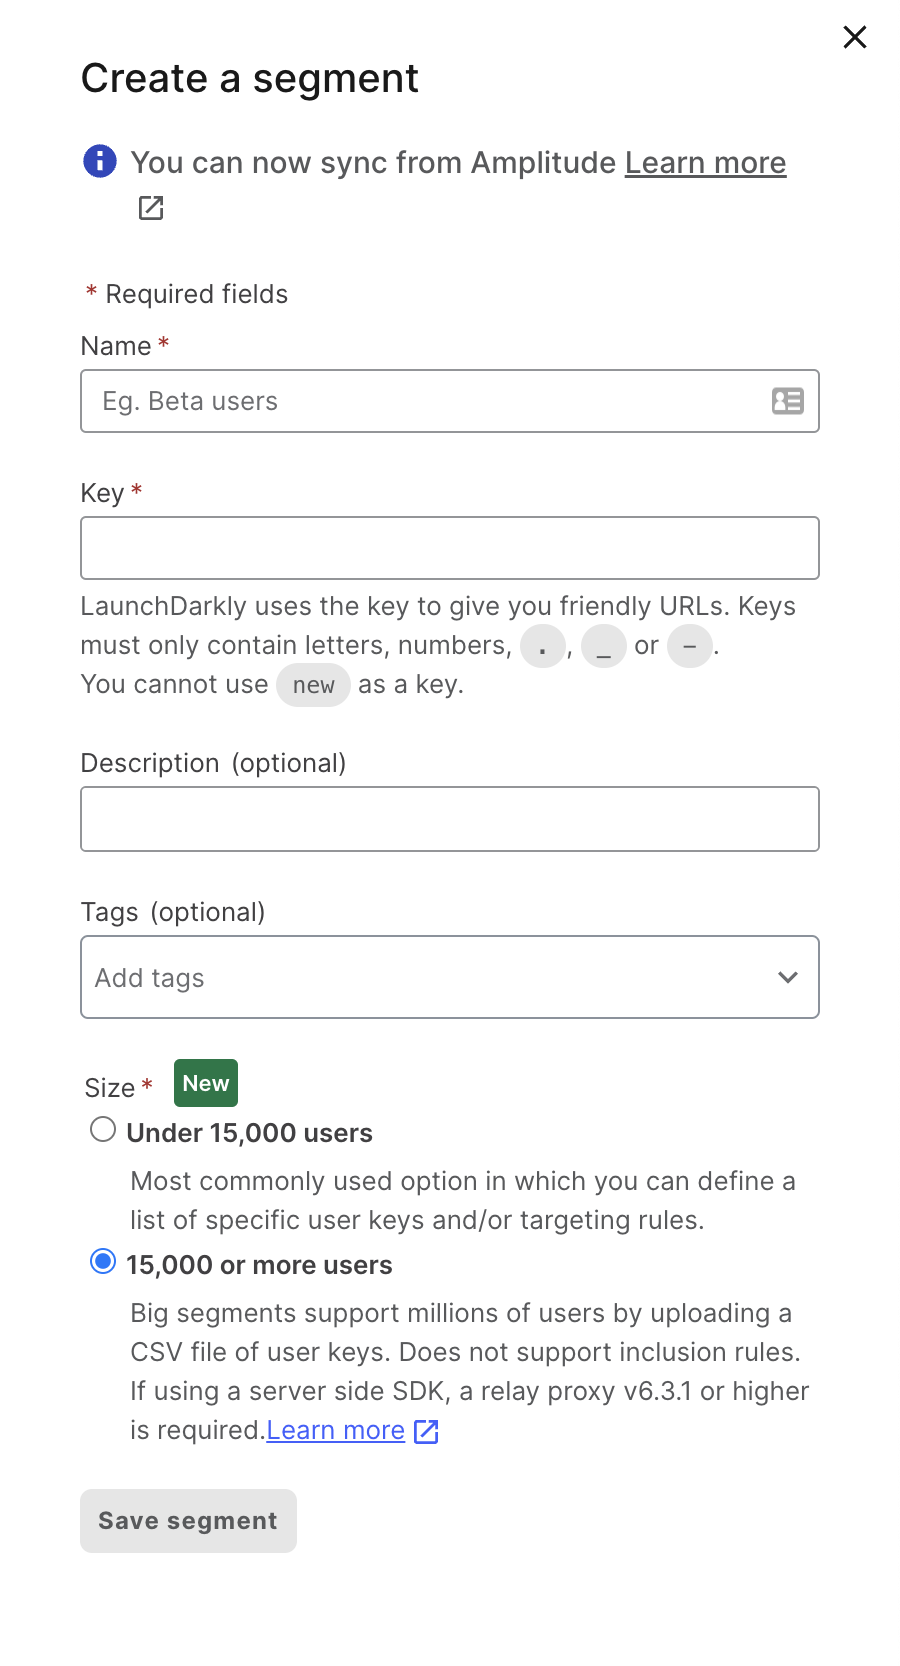 Create a segment
You can now sync from Amplitude Learn more
* Required fields
Name *
Eg. Beta users
Key *
LaunchDarkly uses the key to give you friendly URLs. Keys
must only contain letters, numbers, . , _ or - .
You cannot use new as a key.
Description (optional)
Tags (optional)
Add tags
Size * New
Under 15,000 users
Most commonly used option in which you can define a
list of specific user keys and/or targeting rules.
15,000 or more users
Big segments support millions of users by uploading a
CSV file of user keys. Does not support inclusion rules.
If using a server side SDK, a relay proxy v6.3.1 or higher
is required.Learn more
Save segment